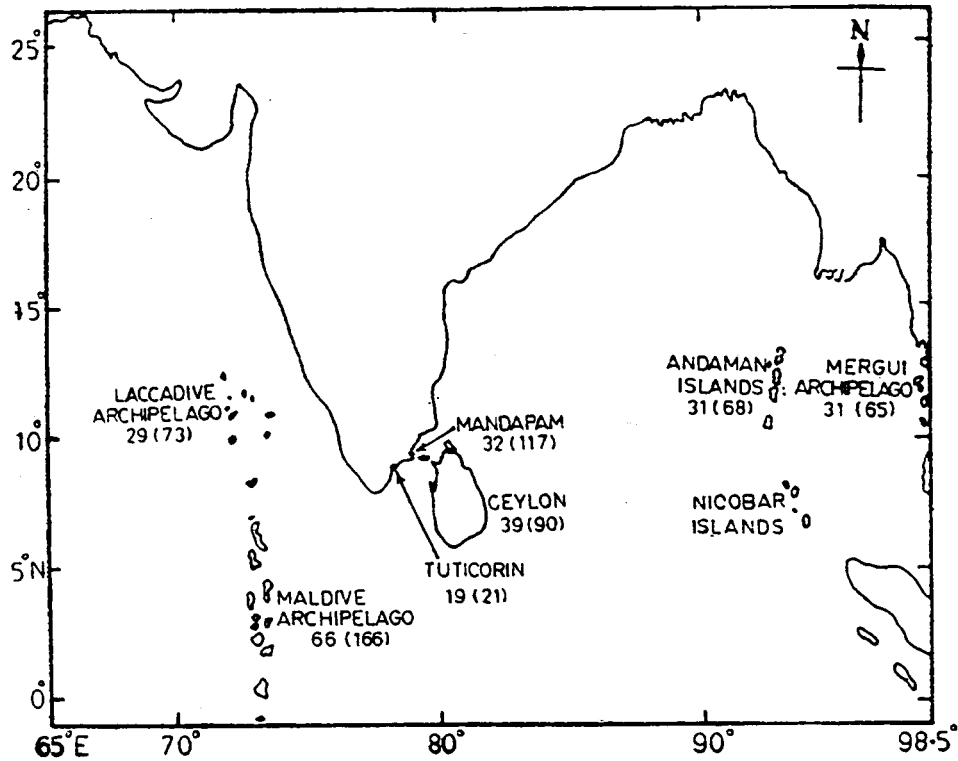 N
25°
20°
15°
10°
5°N
0°
LACCADIVE
ARCHIPELAGO
29 (73)
MANDAPAM
32 (117)
CEYLON
39(90)
TUTICORIN
19 (21)
MALDIVE
ARCHIPELAGO
66 (166)
ANDAMAN
ISLANDS
31(68)
MERGUI
ARCHIPELAGO
31 (65)
NICOBAR
ISLANDS
65°E
70°
80°
90°
98·5°